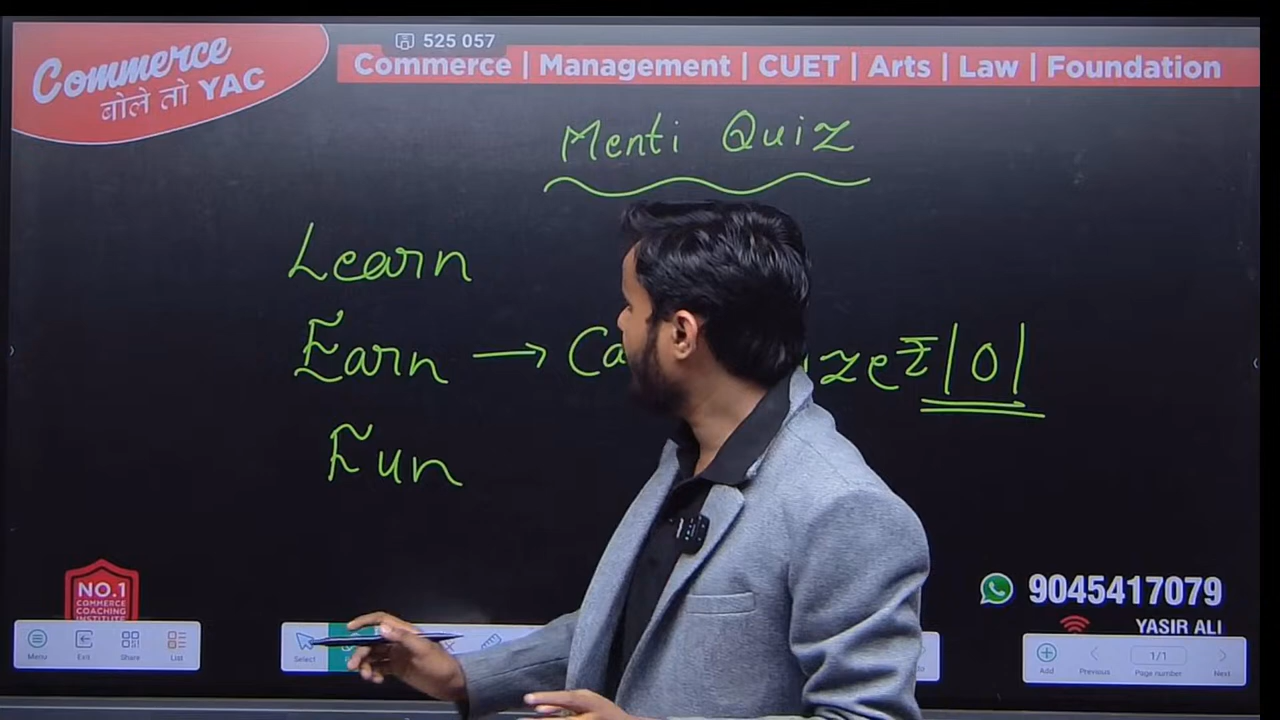 525 057
Commerce
बोले तो YAC
Commerce | Management | CUET | Arts | Law | Foundation
Menti Quiz
Learn
Earn → Ca ze ₹101
Fun
NO.1
COMMERCE
COACHING
INSTITUTE
9045417079
YASIR ALI
Menu Exit Share List
Select
Add Previous 1/1 Page number Next